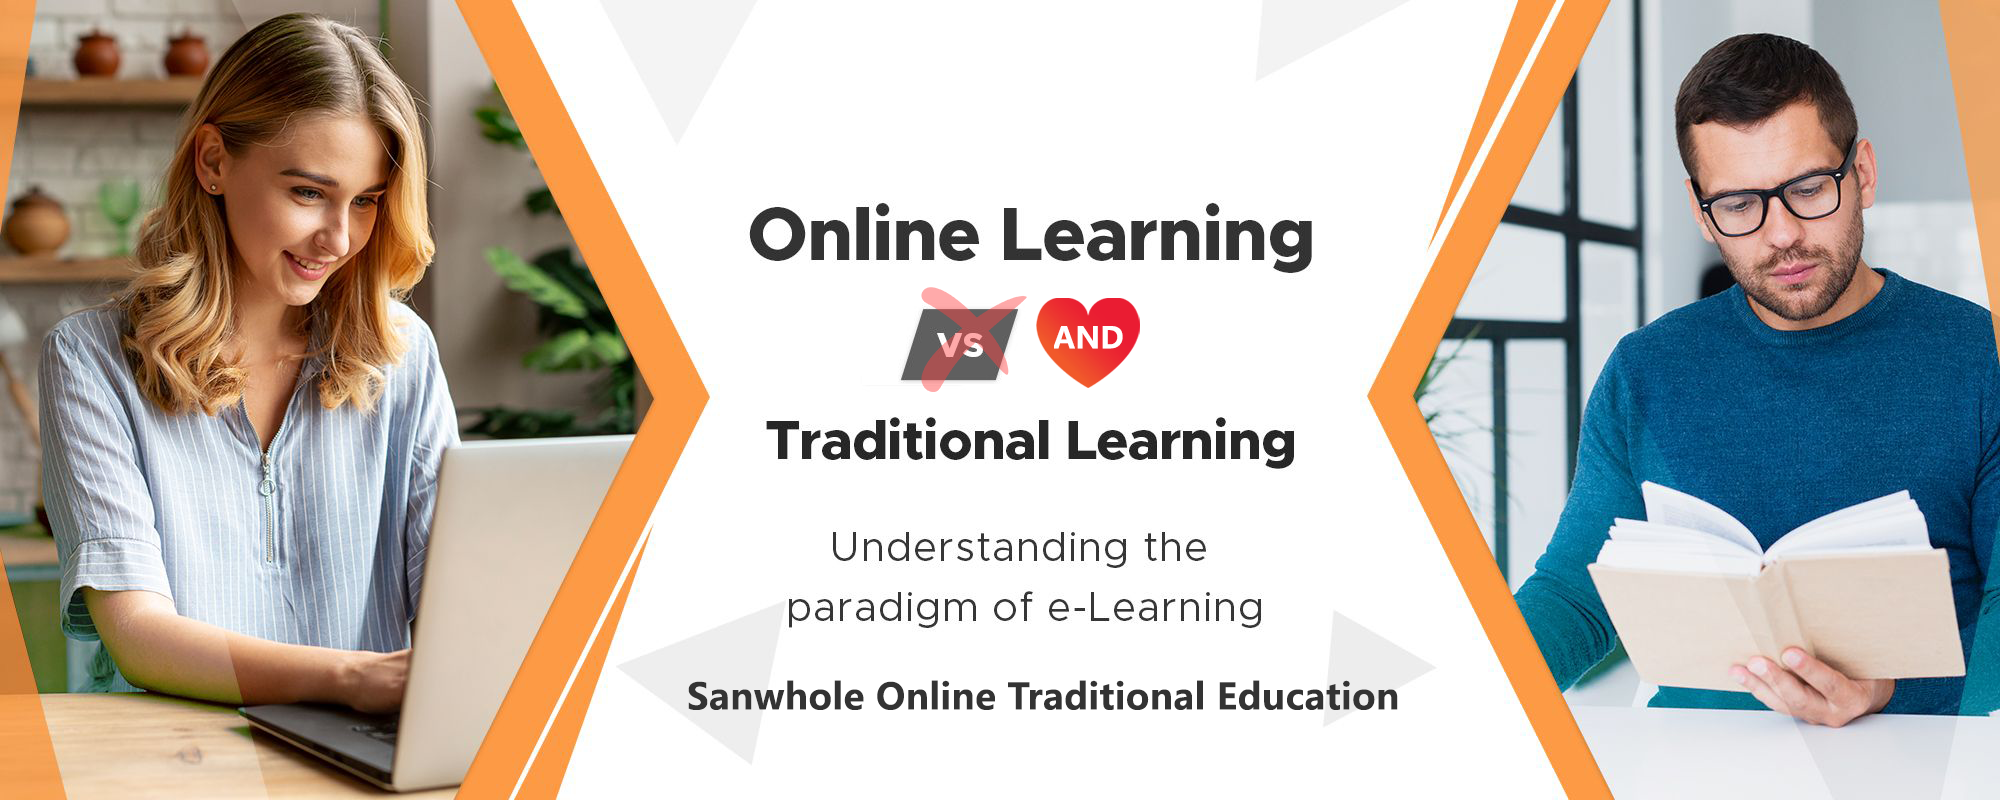 Online Learning
VS AND
Traditional Learning
Understanding the
paradigm of e-Learning
Sanwhole Online Traditional Education